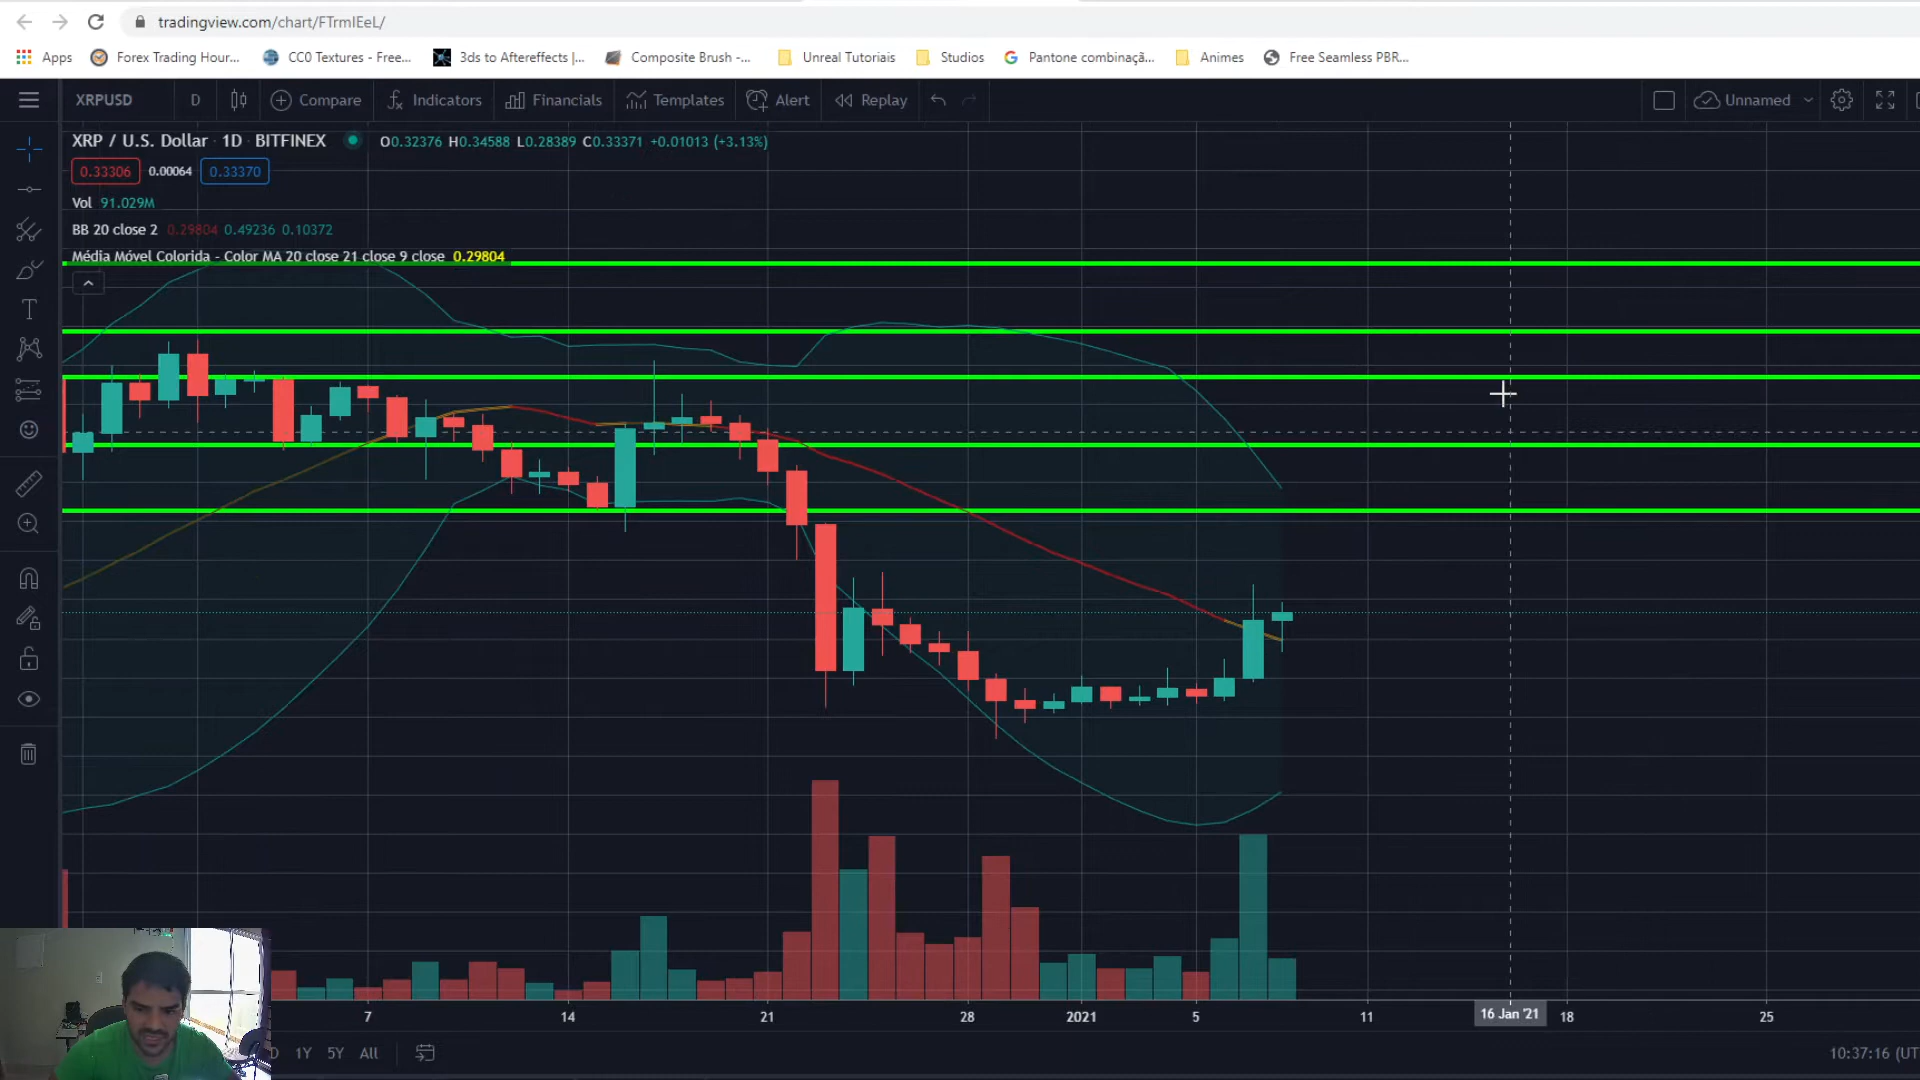 tradingview.com/chart/FTrmIEeL/
Apps Forex Trading Hour... CC0 Textures - Free... 3ds to Aftereffects |... Composite Brush -... Unreal Tutoriais Studios Pantone combinaçã... Animes Free Seamless PBR...
XRPUSD D Compare Indicators Financials Templates Alert Replay Unnamed
XRP / U.S. Dollar · 1D · BITFINEX O0.32376 H0.34588 L0.28389 C0.33371 +0.01013 (+3.13%)
0.33306 0.00064 0.33370
Vol 91.029M
BB 20 close 2 0.29804 0.49236 0.10372
Média Móvel Colorida - Color MA 20 close 21 close 9 close 0.29804
7 14 21 28 2021 5 11 16 Jan '21 18 25
D 1Y 5Y All 10:37:16 (UT